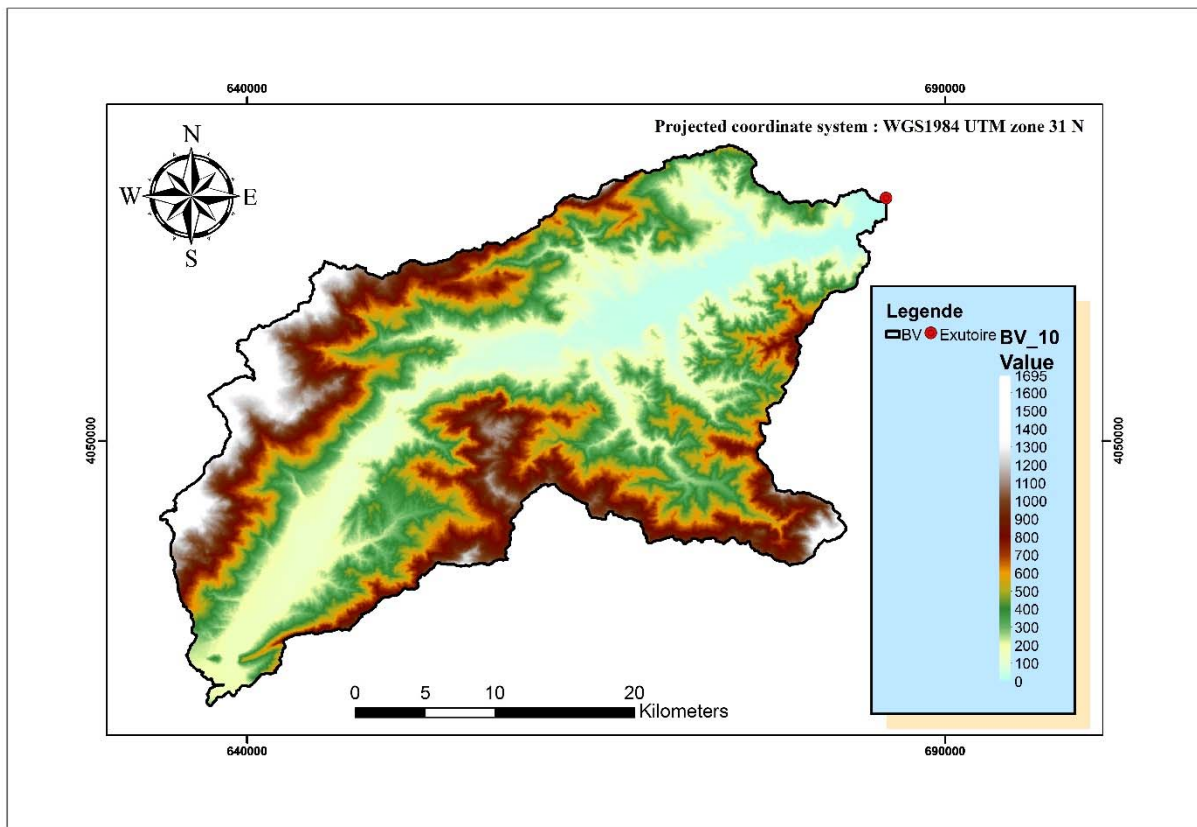 640000
690000
Projected coordinate system : WGS1984 UTM zone 31 N
N
W
E
S
4050000
4050000
Legende
BV
Exutoire
BV_10
Value
1695
1600
1500
1400
1300
1200
1100
1000
900
800
700
600
500
400
300
200
100
0
0
5
10
20
Kilometers
640000
690000